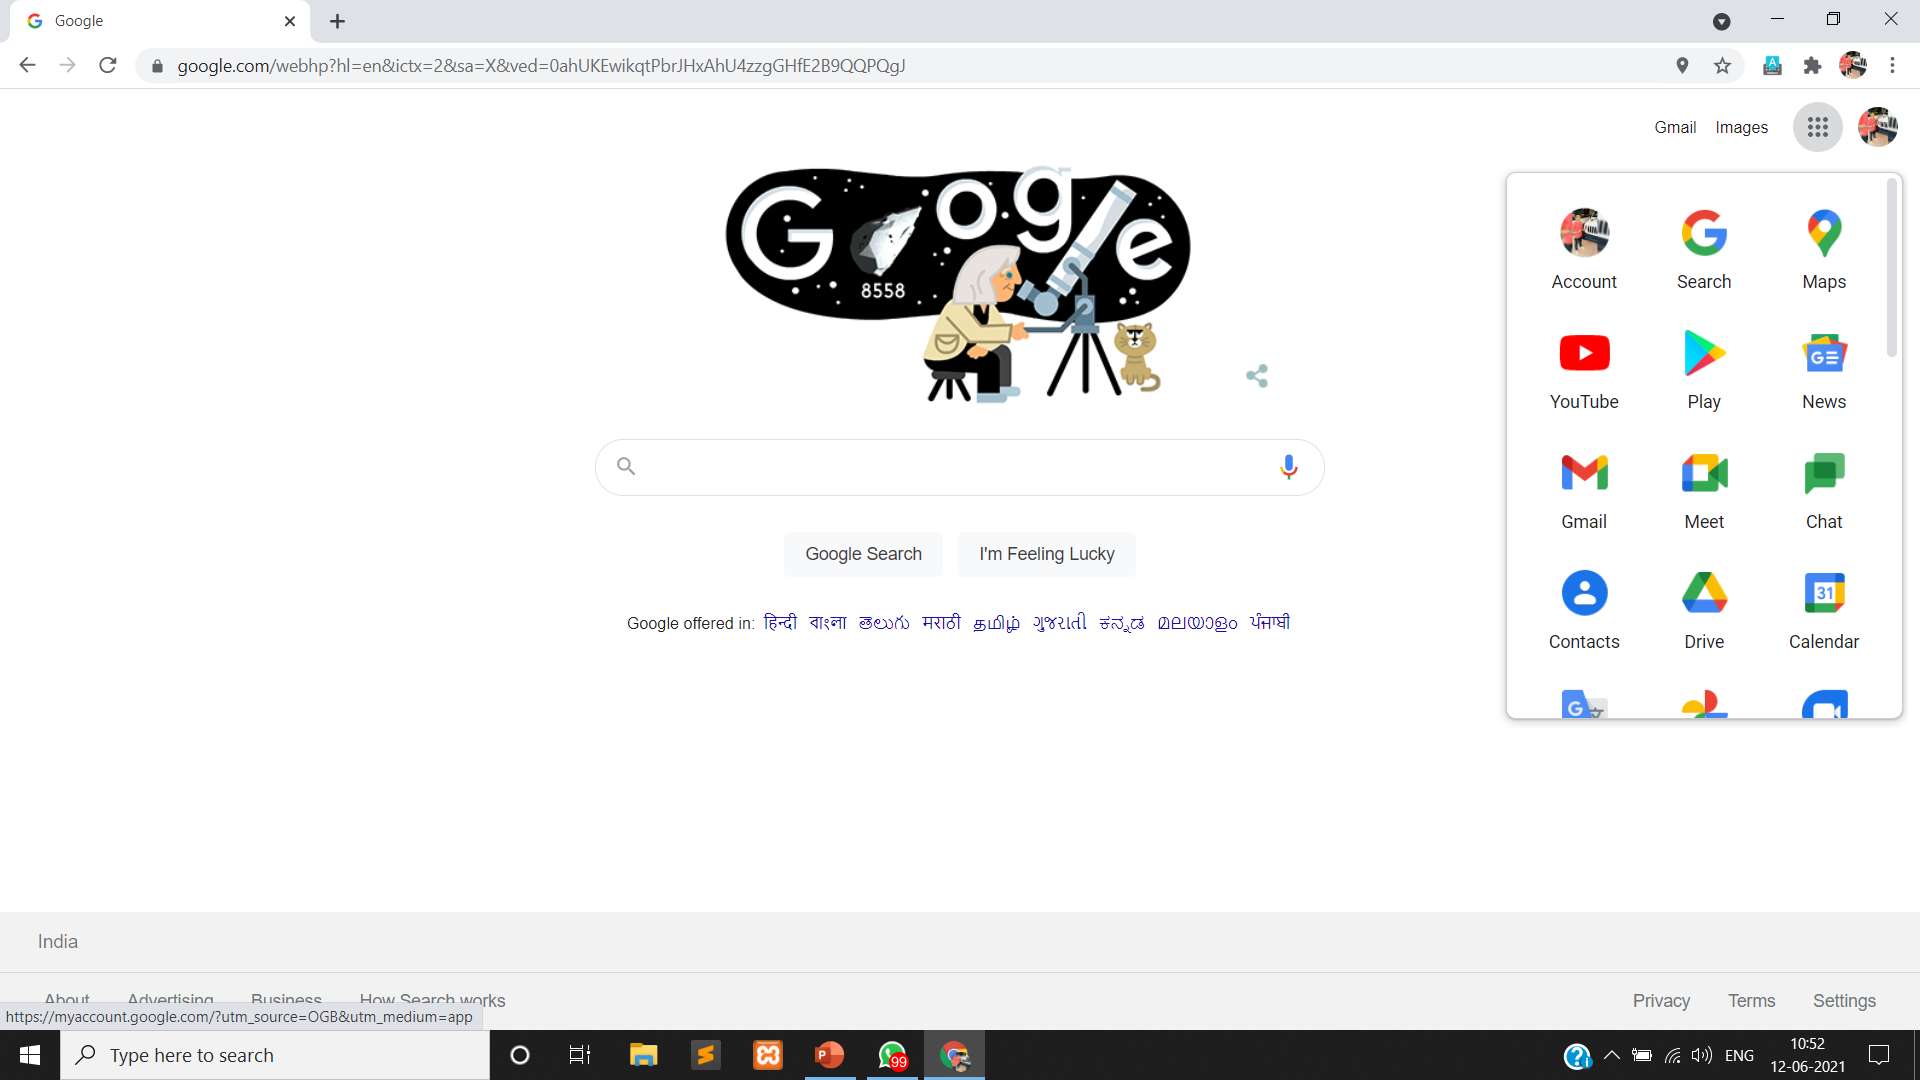 Google
google.com/webhp?hl=en&ictx=2&sa=X&ved=0ahUKEwikqtPbrJHxAhU4zzgGHfE2B9QQPQgJ
Gmail Images
Google
8558
Account Search Maps
YouTube Play News
GE
Gmail Meet Chat
31
Contacts Drive Calendar
G
Google Search I'm Feeling Lucky
Google offered in: हिन्दी বাংলা తెలుగు मराठी தமிழ் ગુજરાતી ಕನ್ನಡ മലയാളം ਪੰਜਾਬੀ
India
About Advertising Business How Search works Privacy Terms Settings
https://myaccount.google.com/?utm_source=OGB&utm_medium=app
Type here to search
99
ENG
10:52
12-06-2021